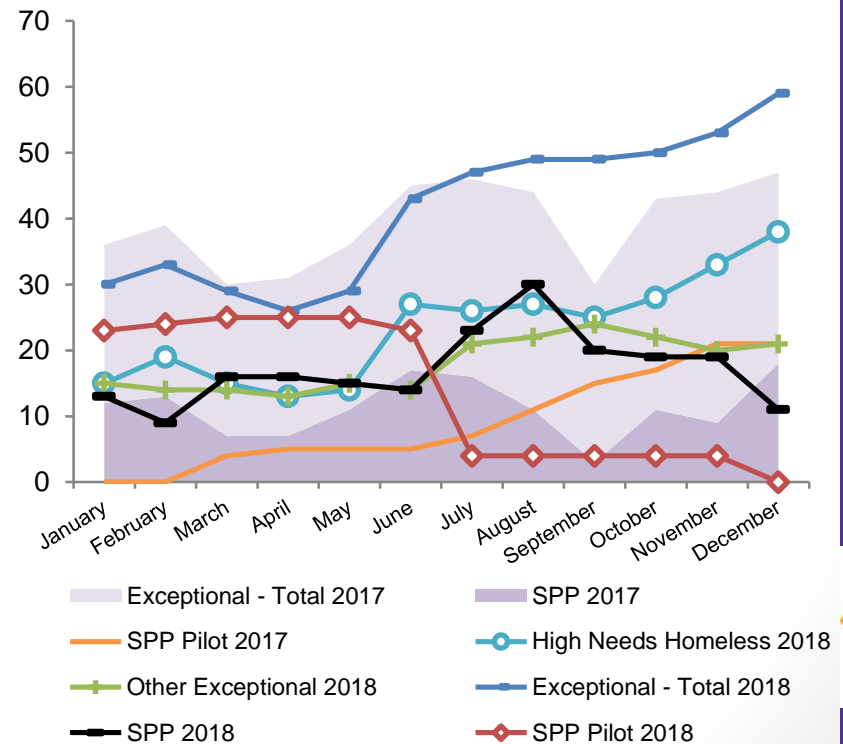 70
60
50
40
30
20
10
0
January February March April May June July August September October November December
Exceptional - Total 2017 SPP 2017
SPP Pilot 2017 High Needs Homeless 2018
Other Exceptional 2018 Exceptional - Total 2018
SPP 2018 SPP Pilot 2018